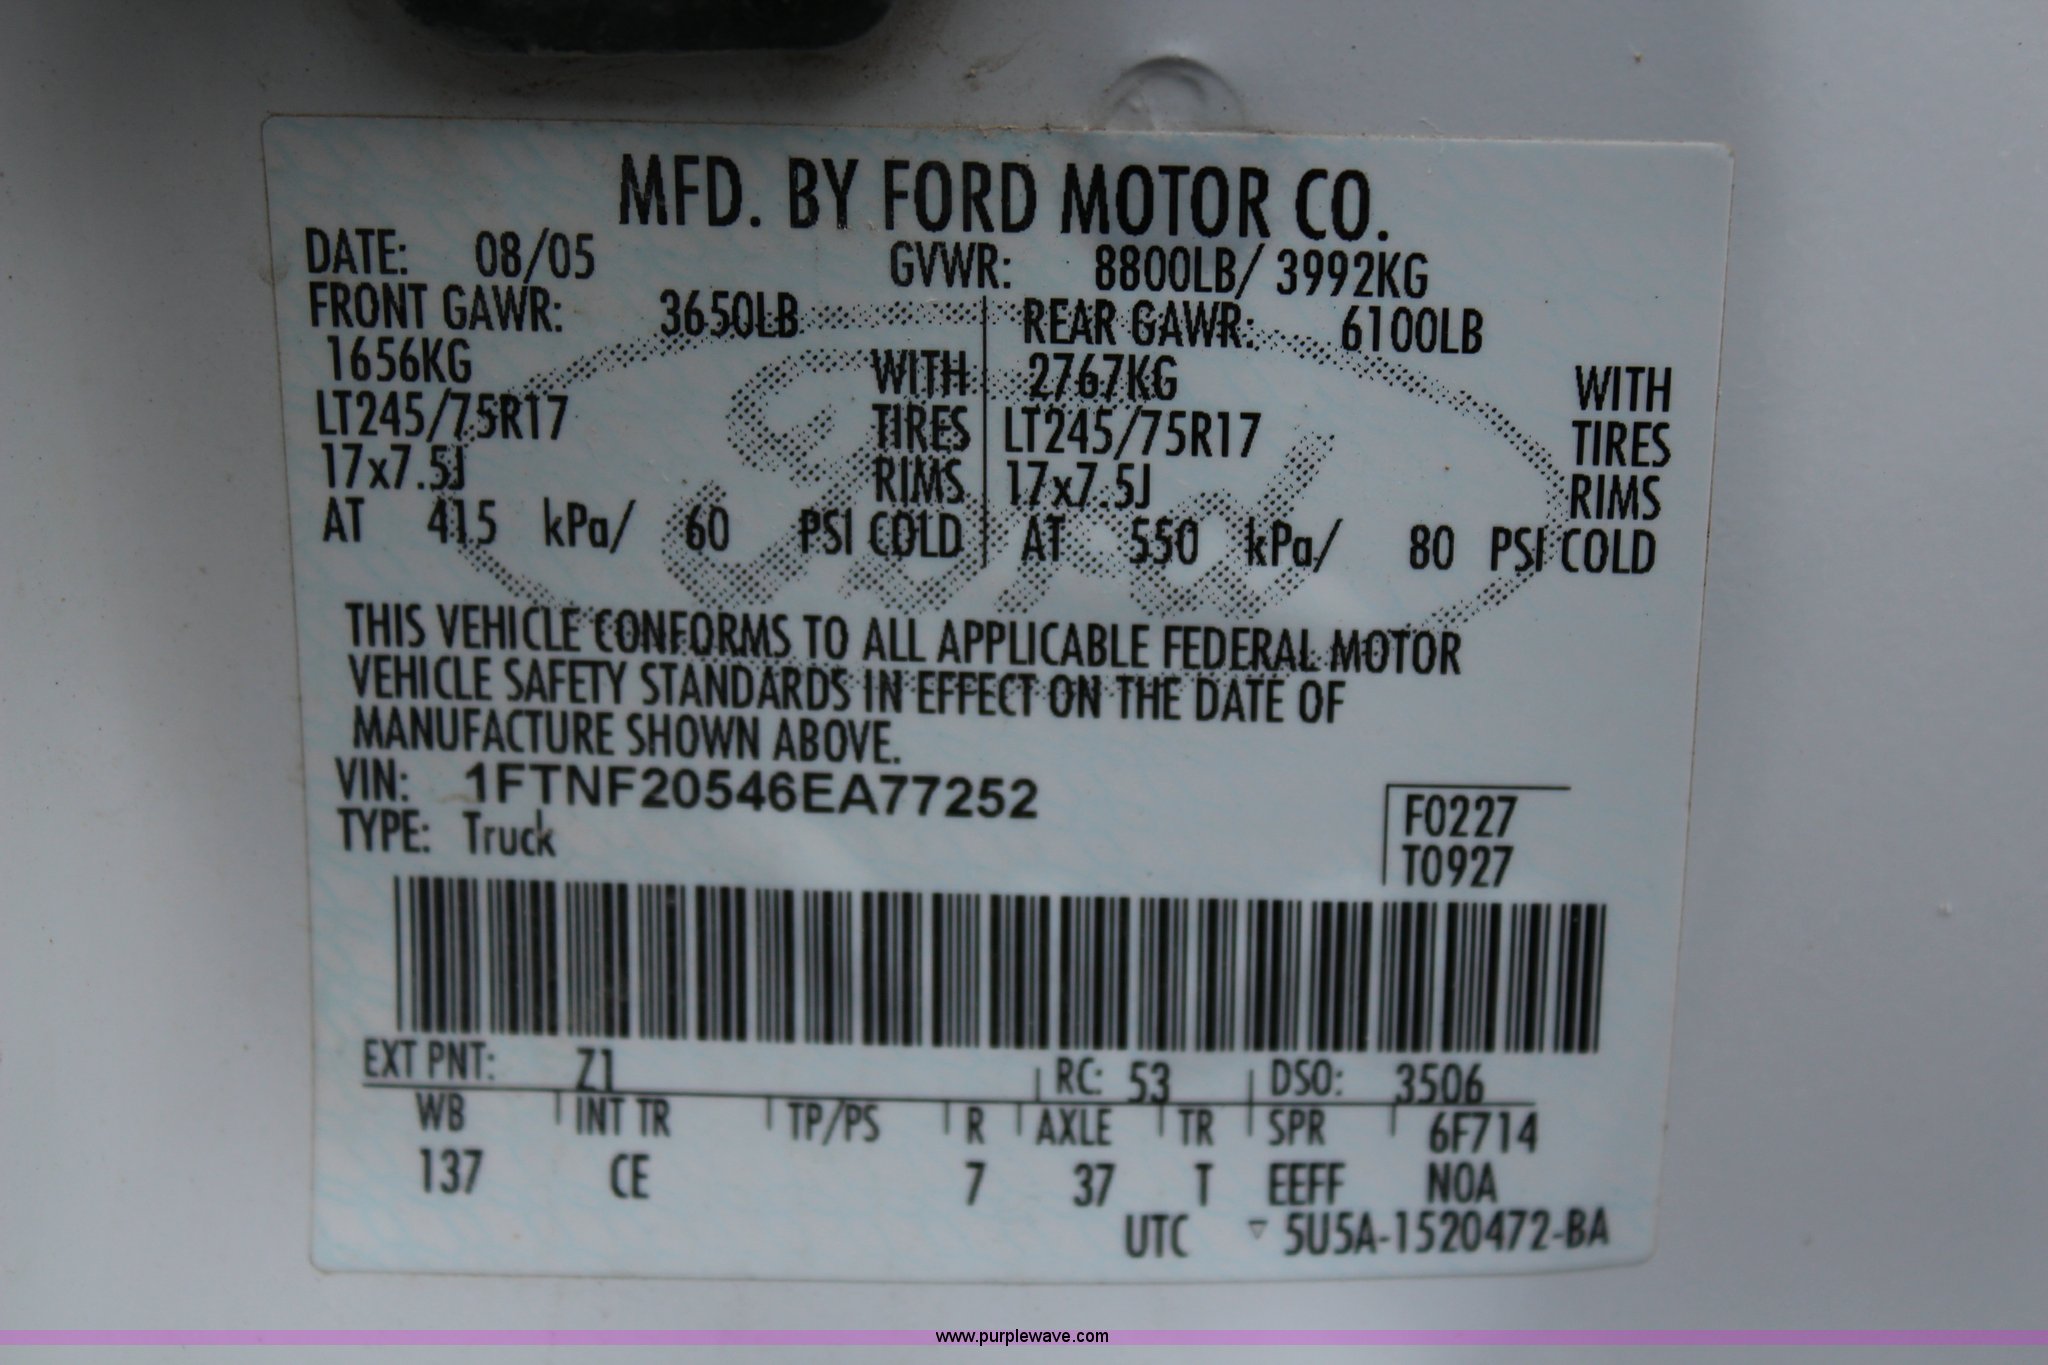 MFD. BY FORD MOTOR CO.
DATE: 08/05 GVWR: 8800LB/ 3992KG
FRONT GAWR: 3650LB REAR GAWR: 6100LB
1656KG WITH 2767KG WITH
LT245/75R17 TIRES LT245/75R17 TIRES
17x7.5J RIMS 17x7.5J RIMS
AT 415 kPa/ 60 PSI COLD AT 550 kPa/ 80 PSI COLD
Ford
THIS VEHICLE CONFORMS TO ALL APPLICABLE FEDERAL MOTOR
VEHICLE SAFETY STANDARDS IN EFFECT ON THE DATE OF
MANUFACTURE SHOWN ABOVE.
VIN: 1FTNF20546EA77252
TYPE: Truck
F0227
T0927
EXT PNT: Z1 RC: 53 DSO: 3506
WB INT TR TP/PS R AXLE TR SPR 6F714
137 CE 7 37 T EEFF NOA
UTC ▽ 5U5A-1520472-BA
www.purplewave.com